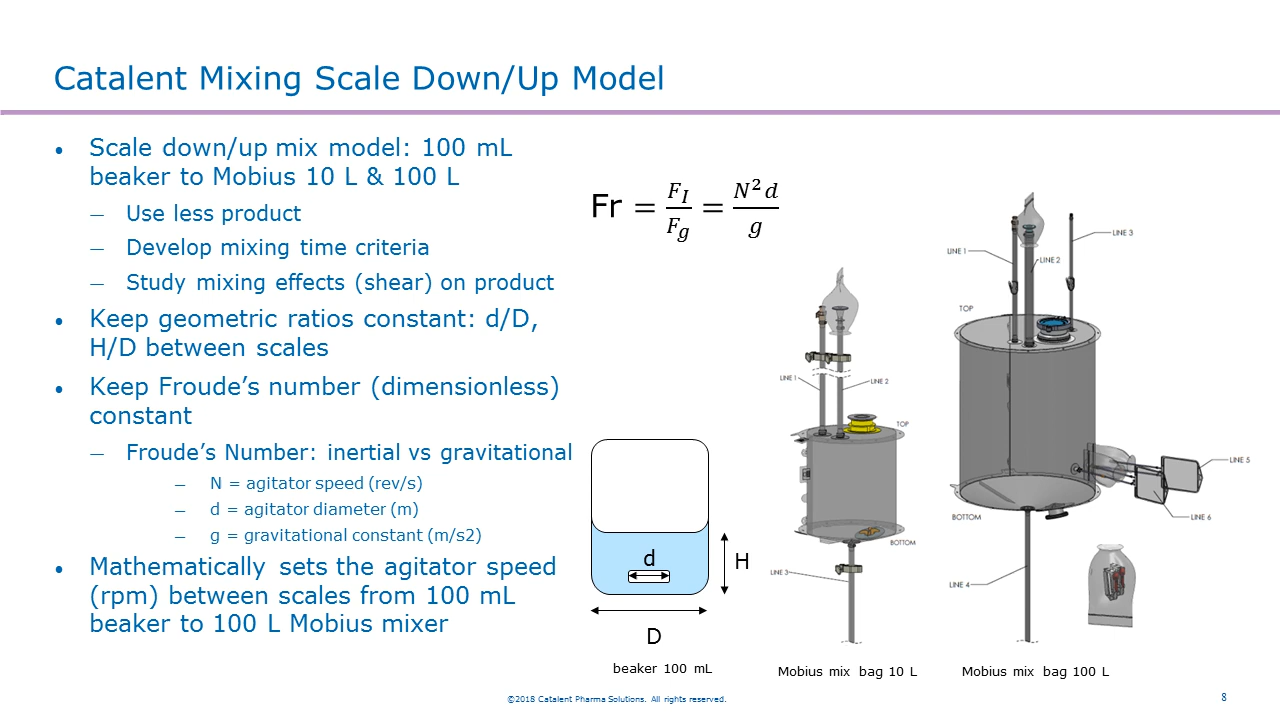 Catalent Mixing Scale Down/Up Model
• Scale down/up mix model: 100 mL
beaker to Mobius 10 L & 100 L
— Use less product
— Develop mixing time criteria
— Study mixing effects (shear) on product
• Keep geometric ratios constant: d/D,
H/D between scales
• Keep Froude's number (dimensionless)
constant
— Froude's Number: inertial vs gravitational
— N = agitator speed (rev/s)
— d = agitator diameter (m)
— g = gravitational constant (m/s2)
• Mathematically sets the agitator speed
(rpm) between scales from 100 mL
beaker to 100 L Mobius mixer
Fr = F_I/F_g = N²d/g
d
H
D
beaker 100 mL
LINE 1
LINE 2
TOP
BOTTOM
LINE 3
Mobius mix bag 10 L
LINE 3
LINE 1
LINE 2
TOP
LINE 5
BOTTOM
LINE 6
LINE 4
Mobius mix bag 100 L
©2018 Catalent Pharma Solutions. All rights reserved.
8